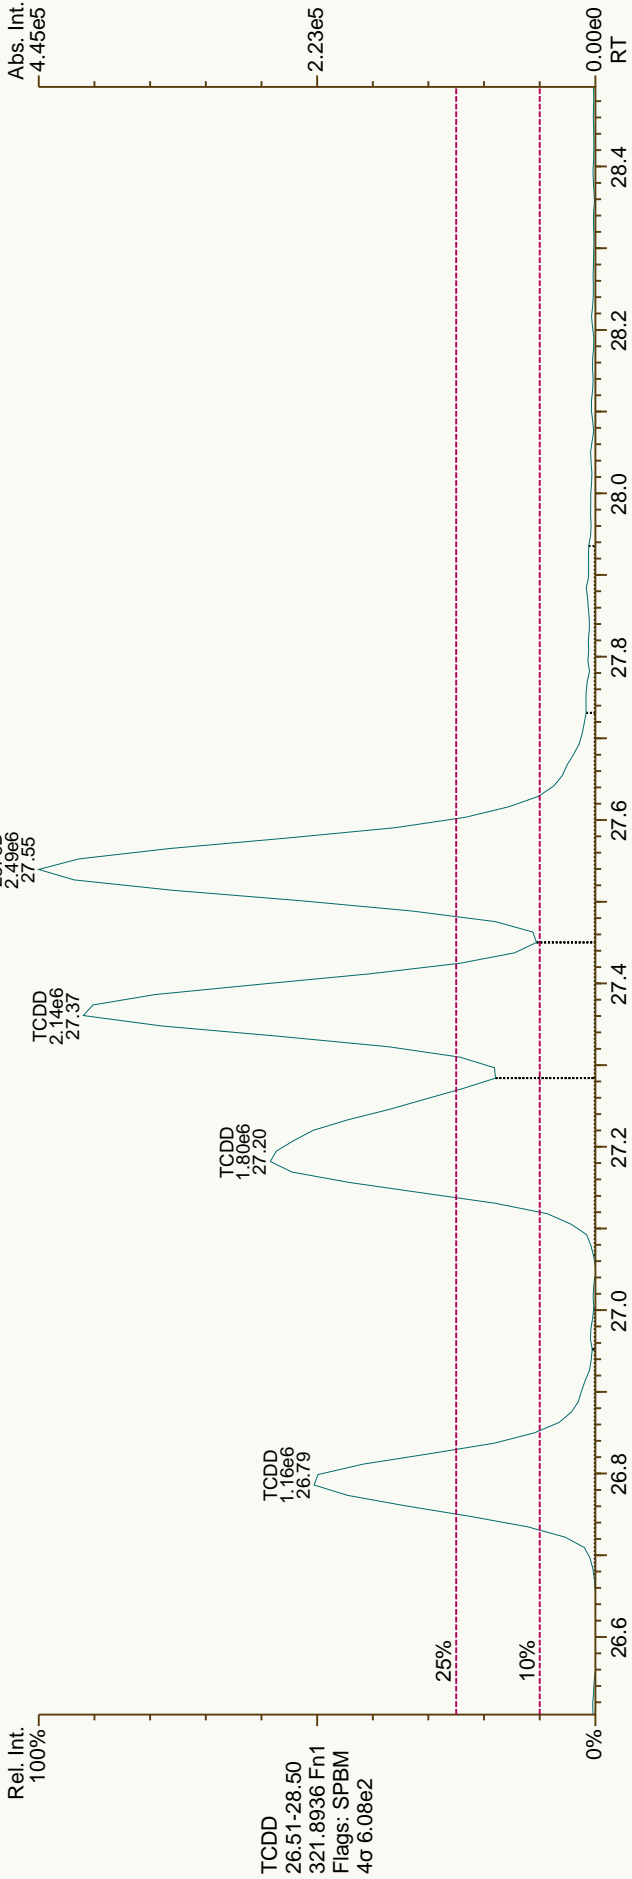 Rel. Int.
100%
0%
TCDD
26.51-28.50
321.8936 Fn1
Flags: SPBM
4σ 6.08e2
25%
10%
TCDD
1.16e6
26.79
TCDD
1.80e6
27.20
TCDD
2.14e6
27.37
2.49e6
27.55
26.6
26.8
27.0
27.2
27.4
27.6
27.8
28.0
28.2
28.4
RT
Abs. Int.
4.45e5
2.23e5
0.00e0